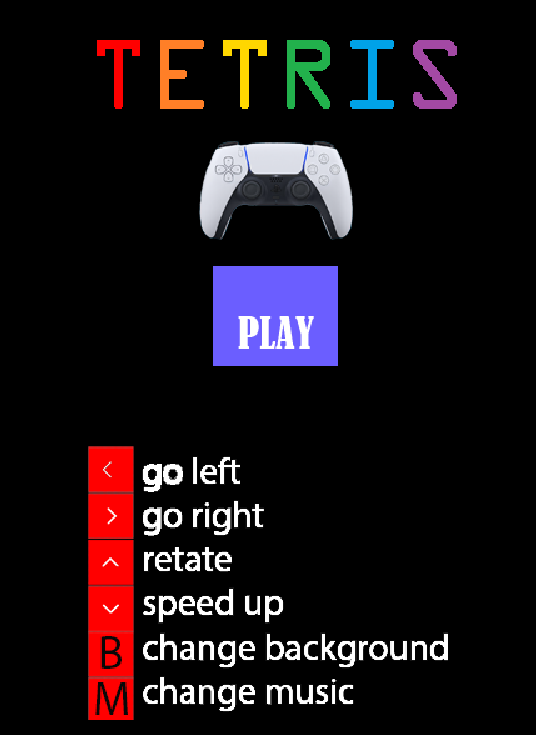 TETRIS
PLAY
< go left
> go right
^ retate
⌄ speed up
B change background
M change music